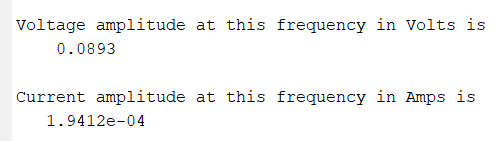 Voltage amplitude at this frequency in Volts is
0.0893
Current amplitude at this frequency in Amps is
1.9412e-04